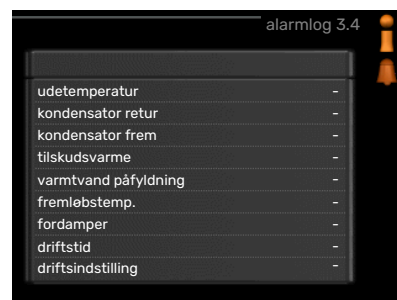 alarmlog 3.4
udetemperatur -
kondensator retur -
kondensator frem -
tilskudsvarme -
varmtvand påfyldning -
fremløbstemp. -
fordamper -
driftstid -
driftsindstilling -